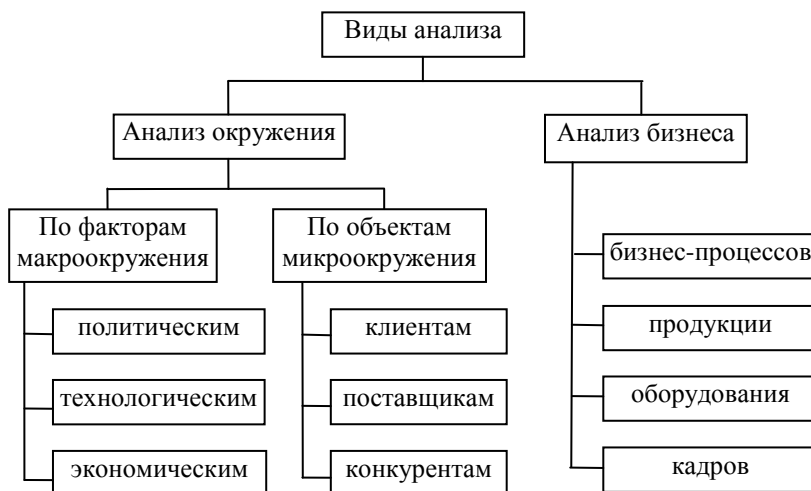 Виды анализа
Анализ окружения
Анализ бизнеса
По факторам
макроокружения
По объектам
микроокружения
политическим
технологическим
экономическим
клиентам
поставщикам
конкурентам
бизнес-процессов
продукции
оборудования
кадров